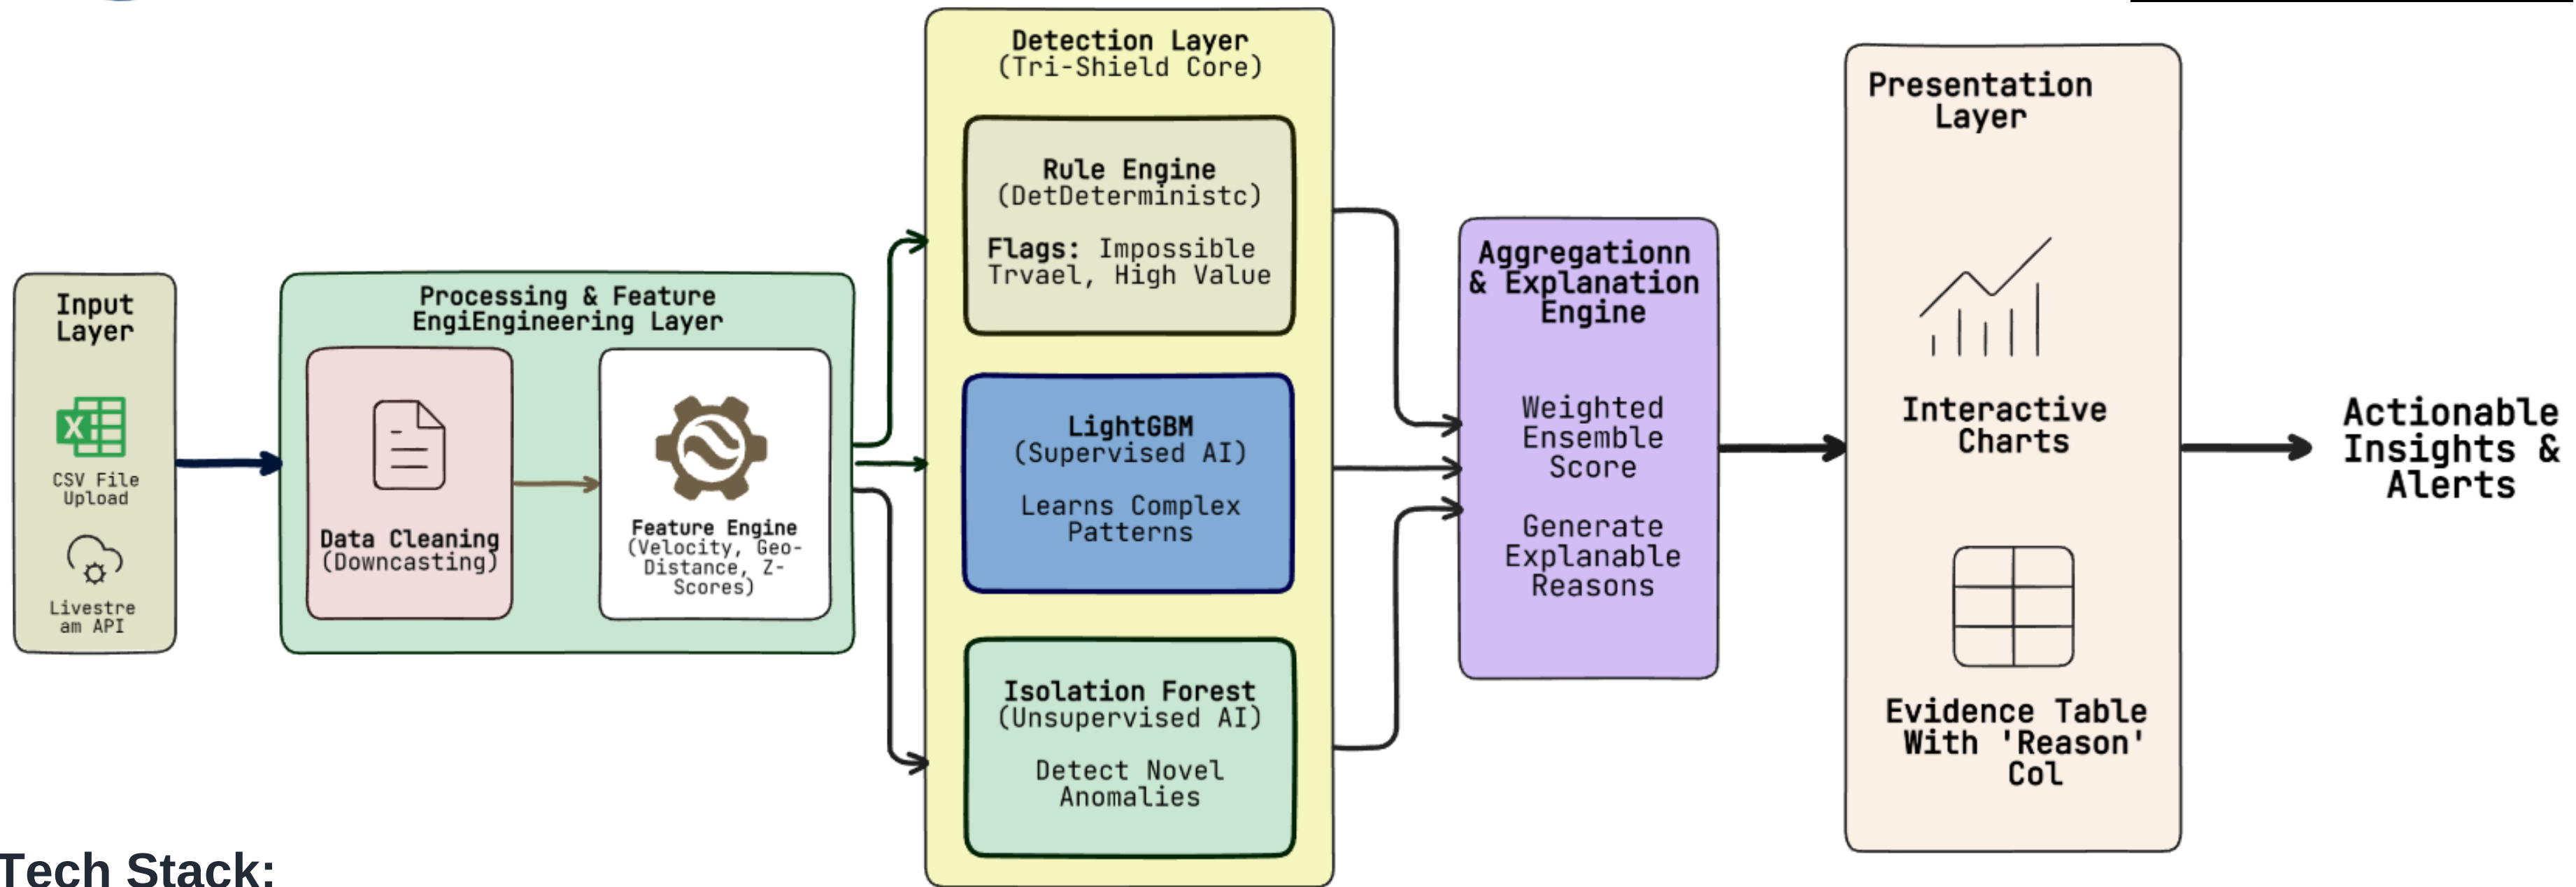 Input
Layer
CSV File
Upload
Livestre
am API
Processing & Feature
EngiEngineering Layer
Data Cleaning
(Downcasting)
Feature Engine
(Velocity, Geo-
Distance, Z-
Scores)
Detection Layer
(Tri-Shield Core)
Rule Engine
(DetDeterministc)
Flags: Impossible
Trvael, High Value
LightGBM
(Supervised AI)
Learns Complex
Patterns
Isolation Forest
(Unsupervised AI)
Detect Novel
Anomalies
Aggregationn
& Explanation
Engine
Weighted
Ensemble
Score
Generate
Explanable
Reasons
Presentation
Layer
Interactive
Charts
Evidence Table
With 'Reason'
Col
Actionable
Insights &
Alerts
Tech Stack: